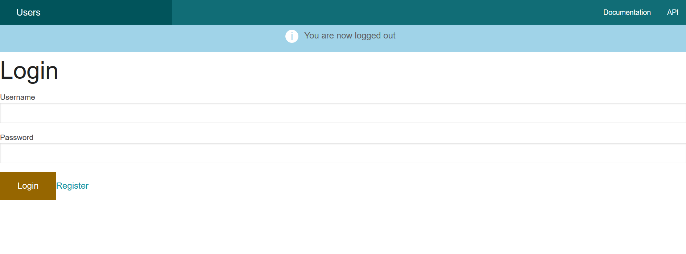 Users Documentation API
i You are now logged out
Login
Username
Password
Login Register